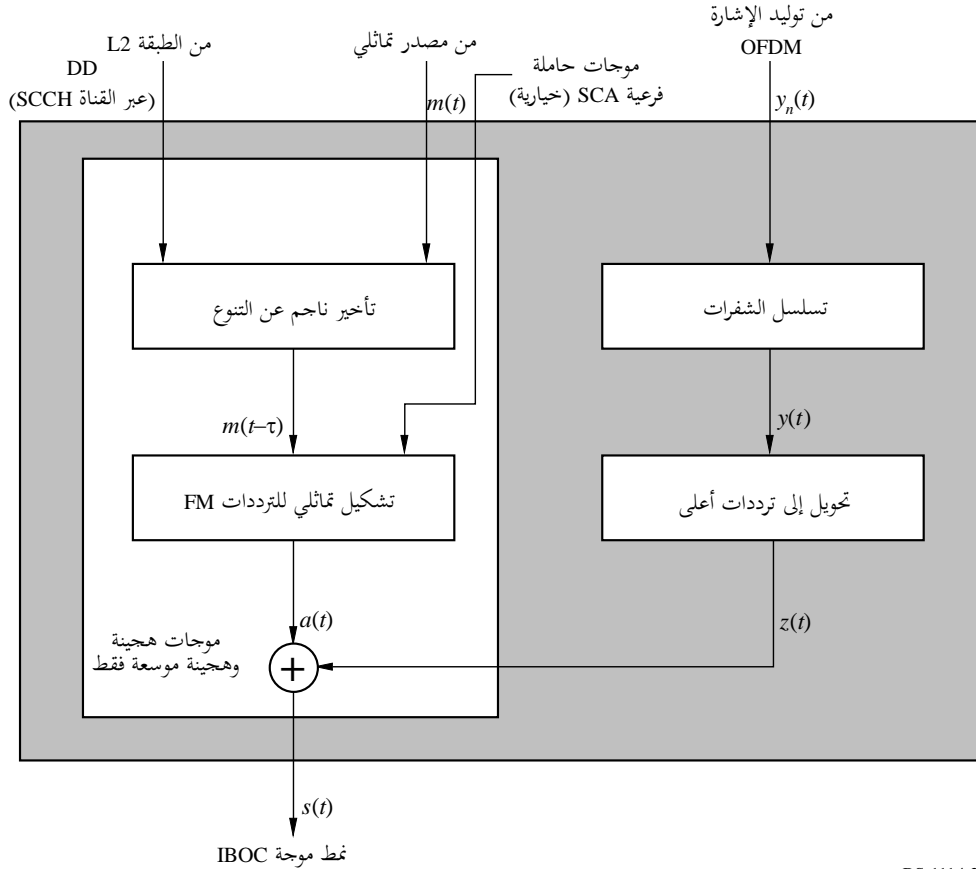 من توليد الإشارة
OFDM
من مصدر تماثلي
من الطبقة L2
موجات حاملة
فرعية SCA (خيارية)
DD
(عبر القناة SCCH)
m(t)
yn(t)
تأخير ناجم عن التنوع
تسلسل الشفرات
m(t–τ)
y(t)
تشكيل تماثلي للترددات FM
تحويل إلى ترددات أعلى
a(t)
z(t)
موجات هجينة
وهجينة موسعة فقط
+
s(t)
نمط موجة IBOC